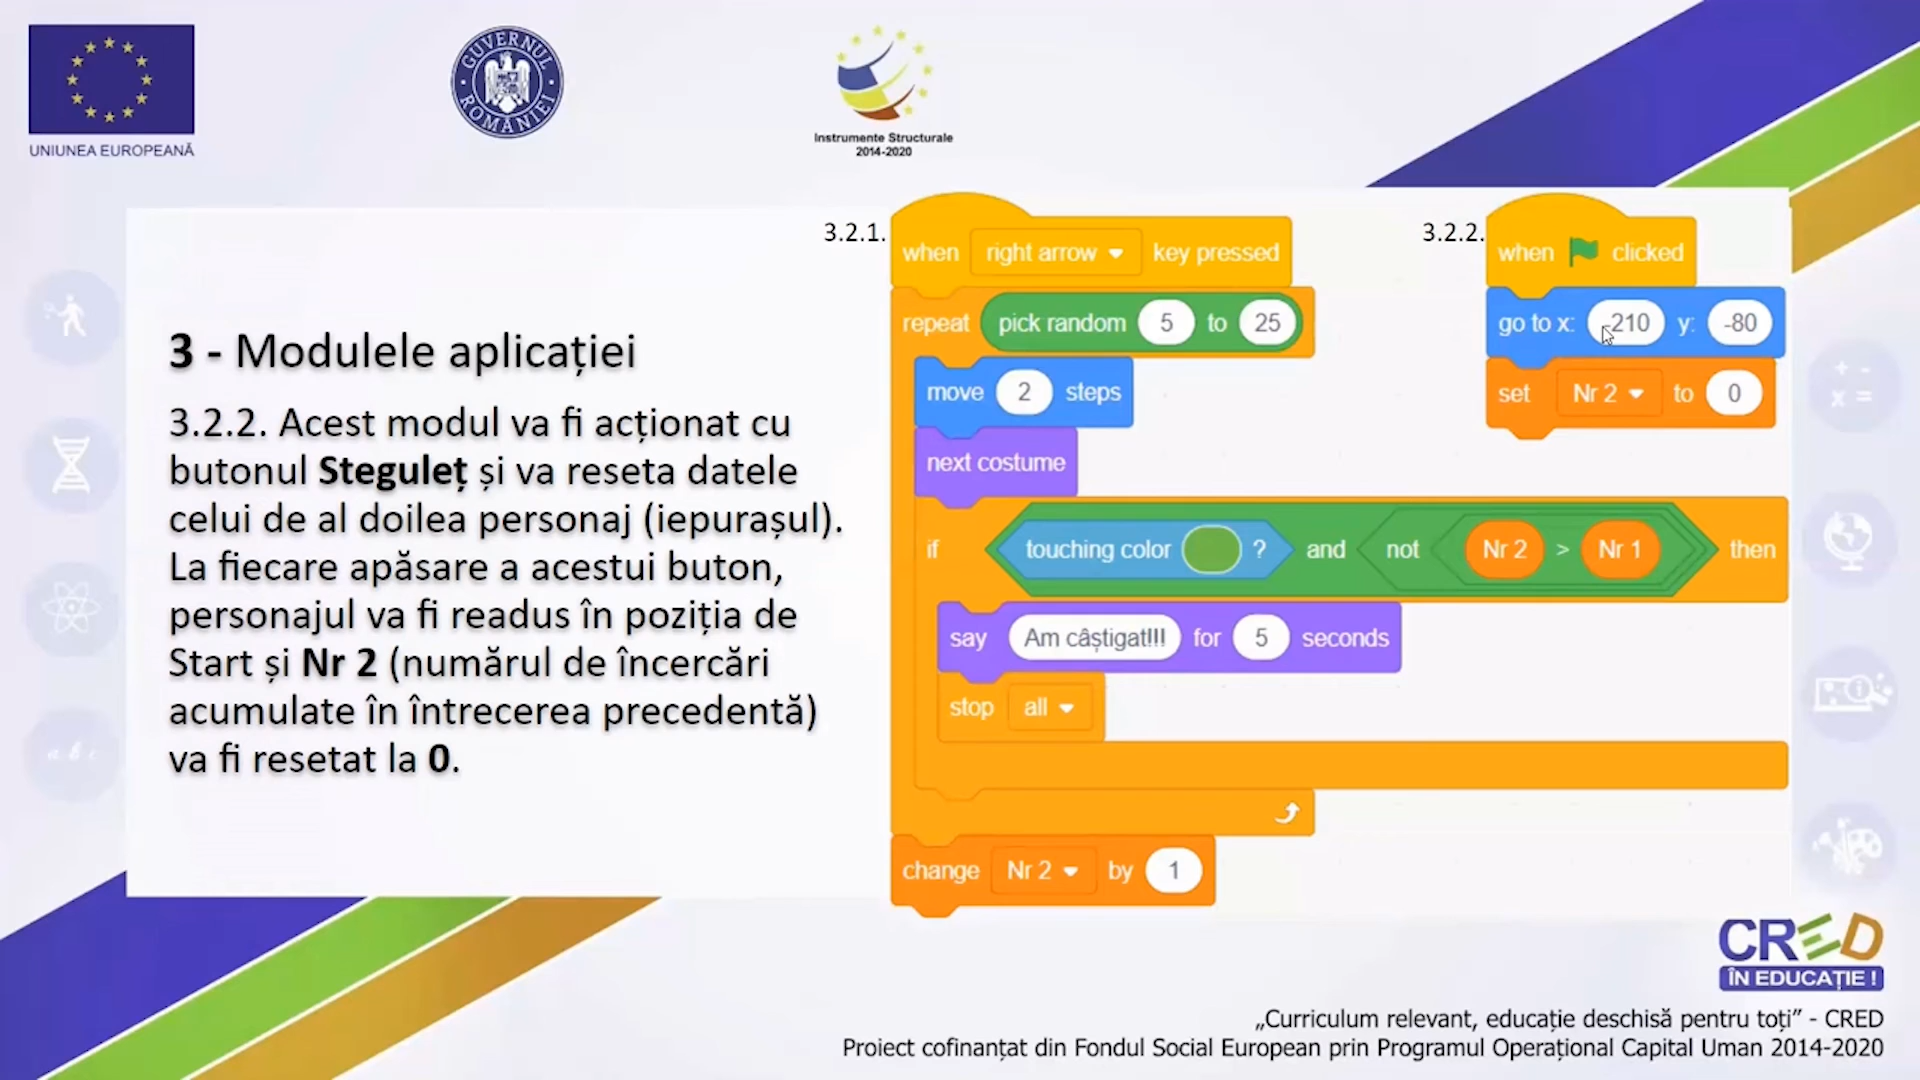 UNIUNEA EUROPEANĂ
GUVERNUL ROMÂNIEI
Instrumente Structurale
2014-2020
3 - Modulele aplicației
3.2.2. Acest modul va fi acționat cu
butonul Steguleț și va reseta datele
celui de al doilea personaj (iepurașul).
La fiecare apăsare a acestui buton,
personajul va fi readus în poziția de
Start și Nr 2 (numărul de încercări
acumulate în întrecerea precedentă)
va fi resetat la 0.
3.2.1.
when right arrow key pressed
repeat pick random 5 to 25
move 2 steps
next costume
if touching color ? and not Nr 2 > Nr 1 then
say Am câștigat!!! for 5 seconds
stop all
change Nr 2 by 1
3.2.2.
when clicked
go to x: -210 y: -80
set Nr 2 to 0
a b c
+ -
x =
CRED
ÎN EDUCAȚIE !
„Curriculum relevant, educație deschisă pentru toți” - CRED
Proiect cofinanțat din Fondul Social European prin Programul Operațional Capital Uman 2014-2020